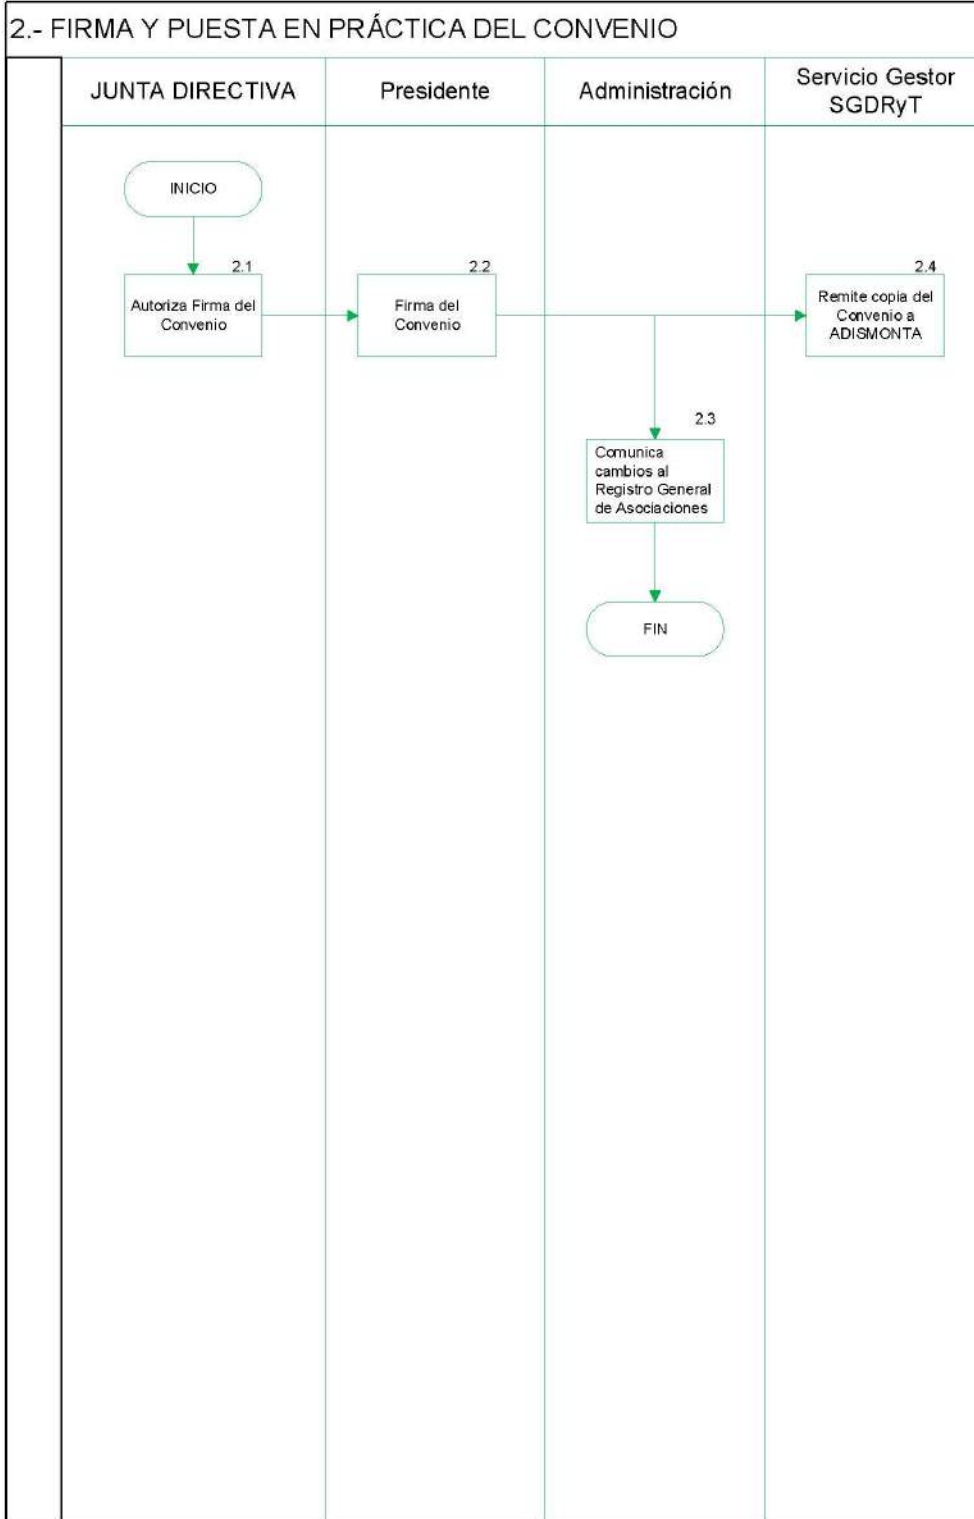 2.- FIRMA Y PUESTA EN PRÁCTICA DEL CONVENIO
JUNTA DIRECTIVA
Presidente
Administración
Servicio Gestor
SGDRyT
INICIO
2.1
Autoriza Firma del
Convenio
2.2
Firma del
Convenio
2.4
Remite copia del
Convenio a
ADISMONTA
2.3
Comunica
cambios al
Registro General
de Asociaciones
FIN